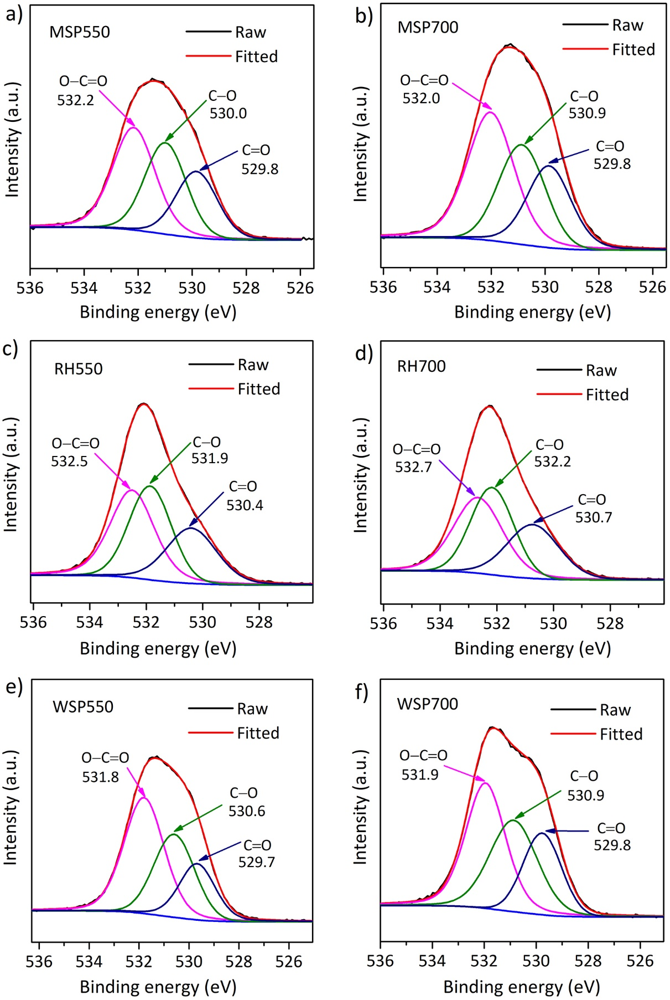 a)
MSP550
Raw
Fitted
O–C=O
532.2
C–O
530.0
C=O
529.8
Intensity (a.u.)
536 534 532 530 528 526
Binding energy (eV)
b)
MSP700
Raw
Fitted
O–C=O
532.0
C–O
530.9
C=O
529.8
Intensity (a.u.)
536 534 532 530 528 526
Binding energy (eV)
c)
RH550
Raw
Fitted
O–C=O
532.5
C–O
531.9
C=O
530.4
Intensity (a.u.)
536 534 532 530 528
Binding energy (eV)
d)
RH700
Raw
Fitted
O–C=O
532.7
C–O
532.2
C=O
530.7
Intensity (a.u.)
536 534 532 530 528
Binding energy (eV)
e)
WSP550
Raw
Fitted
O–C=O
531.8
C–O
530.6
C=O
529.7
Intensity (a.u.)
536 534 532 530 528 526
Binding energy (eV)
f)
WSP700
Raw
Fitted
O–C=O
531.9
C–O
530.9
C=O
529.8
Intensity (a.u.)
536 534 532 530 528 526
Binding energy (eV)